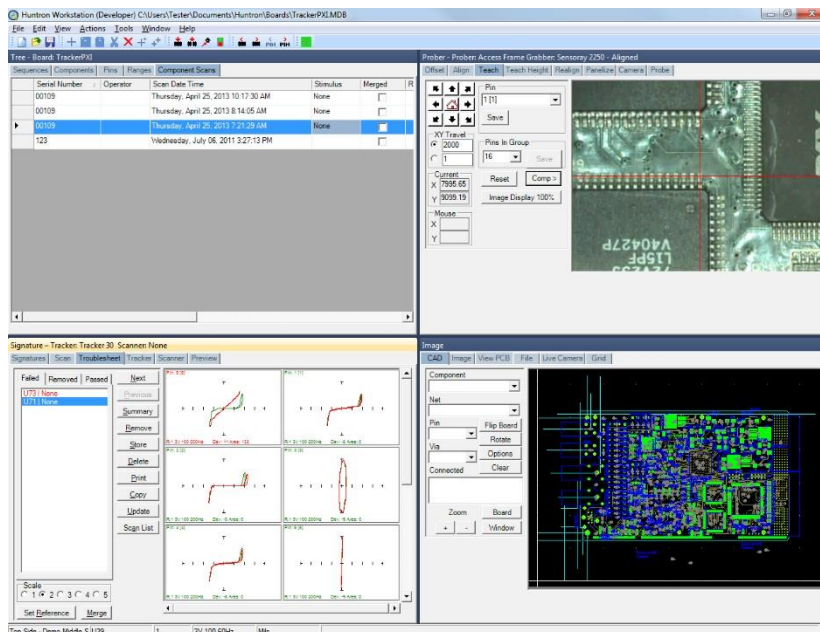 Huntron Workstation (Developer) C:\Users\Tester\Documents\Huntron\Boards\TrackerPXI.MDB
File Edit View Actions Tools Window Help
Tree - Board: TrackerPXI
Sequences Components Pins Ranges Component Scans
Serial Number Operator Scan Date Time Stimulus Merged R
00109 Thursday, April 25, 2013 10:17:30 AM None
00109 Thursday, April 25, 2013 8:14:05 AM None
00109 Thursday, April 25, 2013 7:21:29 AM None
123 Wednesday, July 06, 2011 3:27:13 PM None
Prober - Prober: Access Frame Grabber: Sensoray 2250 - Aligned
Offset Align Teach Teach Height Realign Panelize Camera Probe
Pin
1 [1]
Save
XY Travel
2000
1
Pins In Group
16 Save
Current
X 7995.65
Y 9099.19
Reset Comp >
Image Display 100%
Mouse
X
Y
V40427P
L15PF
Signature - Tracker: Tracker 30 Scanner: None
Signatures Scan Troublesheet Tracker Scanner Preview
Failed Removed Passed
U73 | None
U71 | None
Next
Previous
Summary
Remove
Store
Delete
Print
Copy
Update
Scan List
Scale
1 2 3 4 5
Set Reference Merge
Image
CAD Image View PCB File Live Camera Grid
Component
Net
Pin
Via
Connected
Flip Board
Rotate
Options
Clear
Zoom
+ -
Board
Window